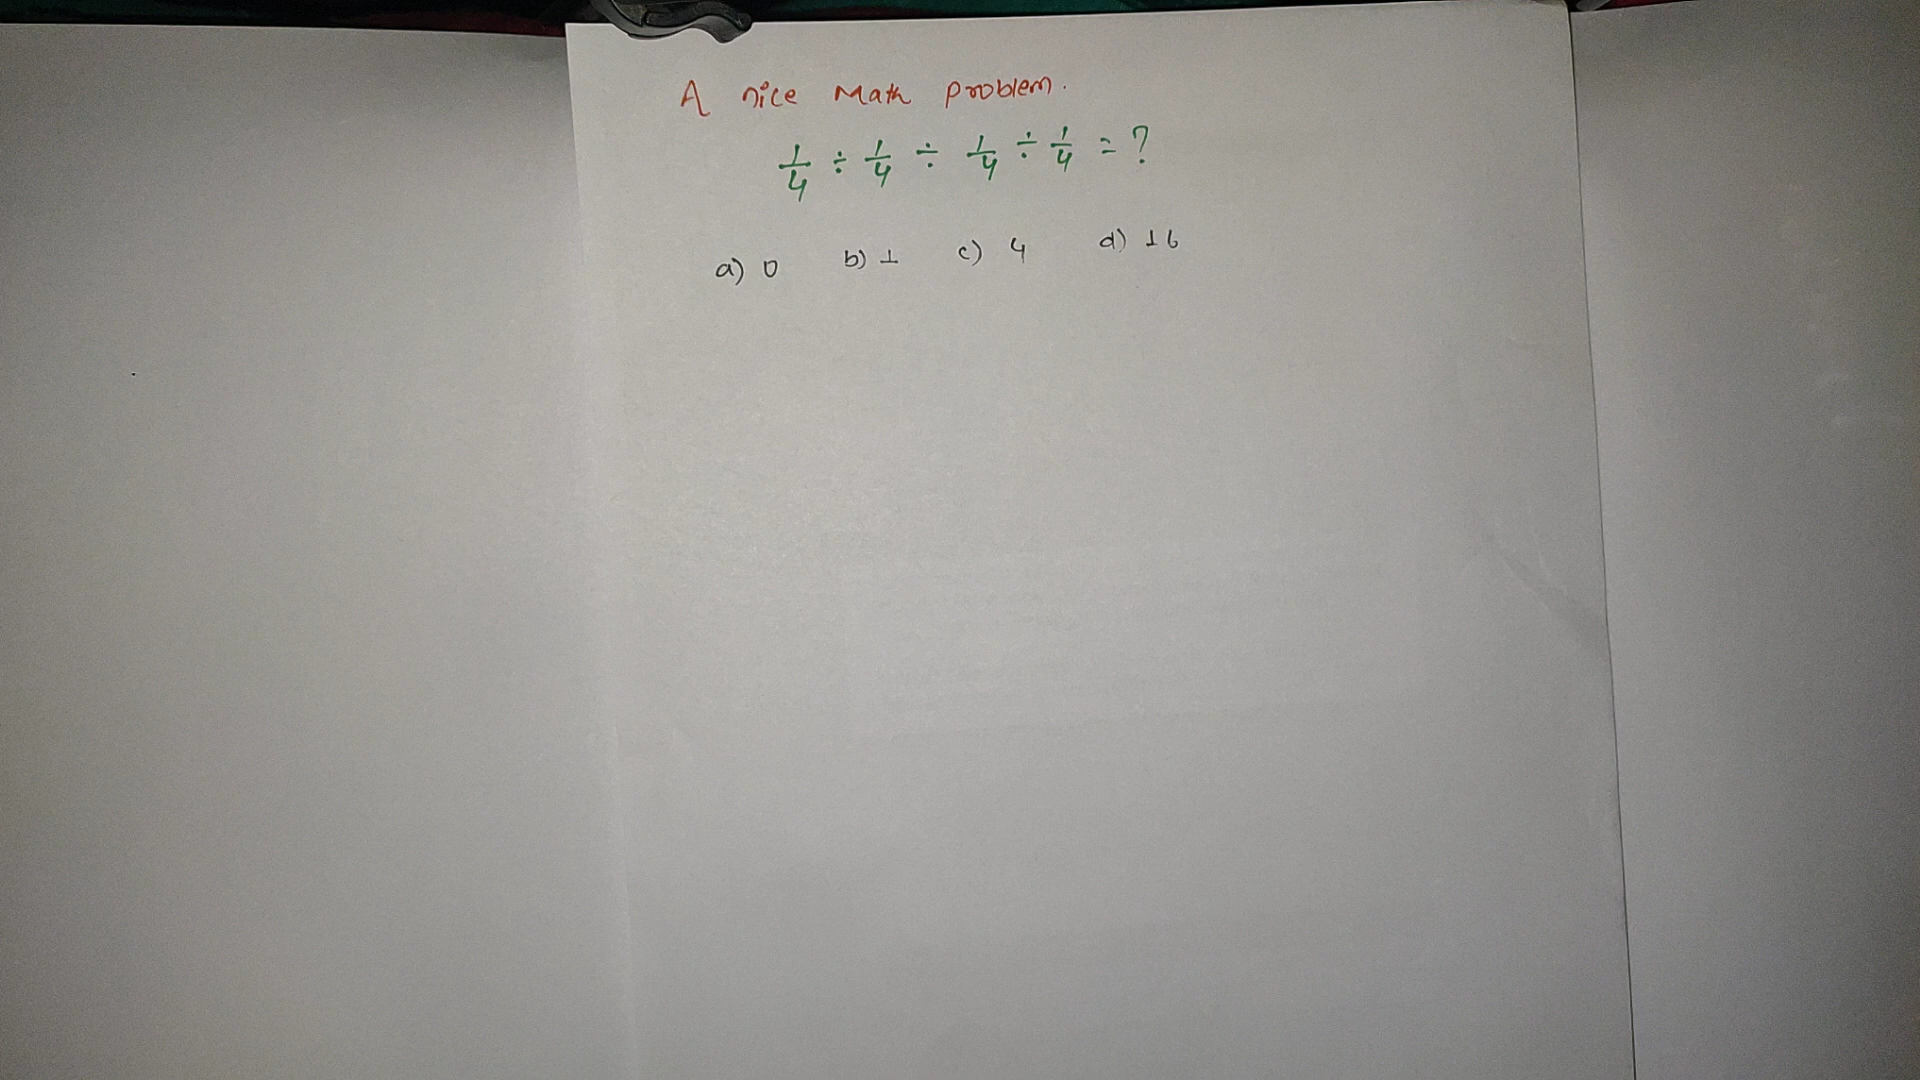 A nice Math problem.
1/4 ÷ 1/4 ÷ 1/4 ÷ 1/4 = ?
a) 0 b) 1 c) 4 d) 16